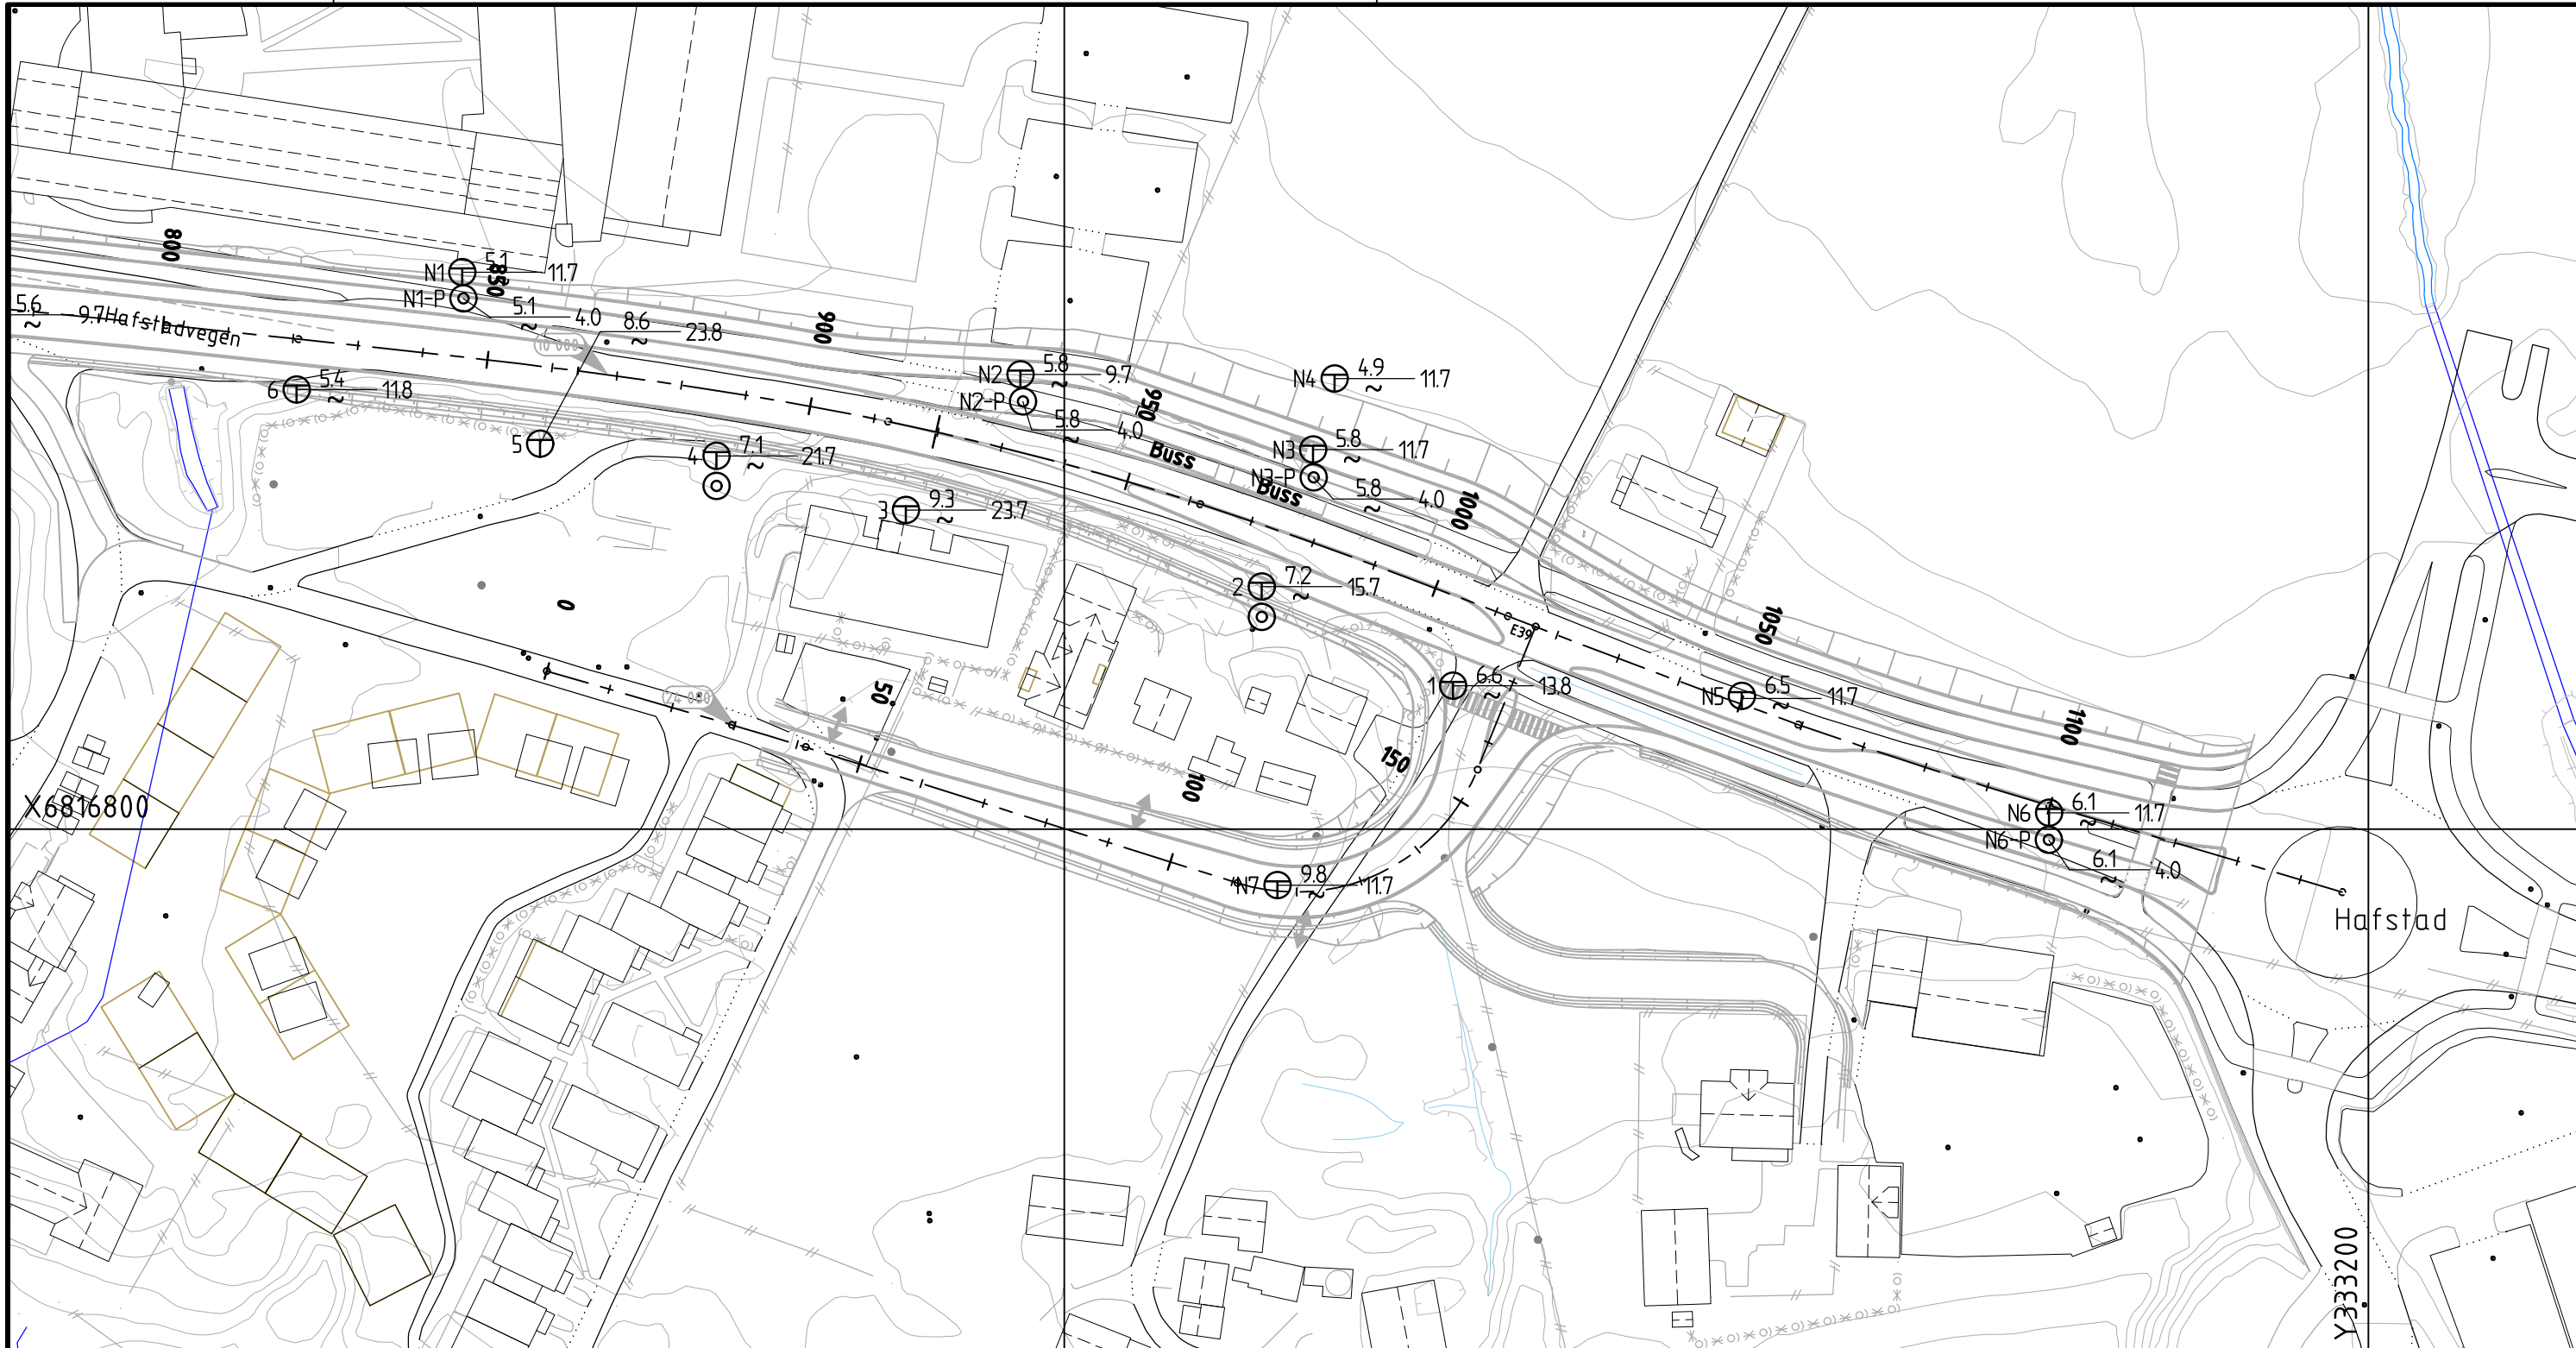 800
N1 5.1 850 11.7
N1-P 5.1 ~ 4.0
5.6 ~ 9.7
Hafstadvegen
10 000
8.6 ~ 23.8
900
N2 5.8 ~ 9.7
N2-P 5.8 ~ 4.0
950
N4 4.9 ~ 11.7
6 5.4 ~ 11.8
5
4 7.1 ~ 21.7
Buss
N3 5.8 ~ 11.7
N3-P 5.8 ~ 4.0
Buss
1000
3 9.3 ~ 23.7
2 7.2 ~ 15.7
0
E39
1050
1 6.6 ~ 13.8
N5 6.5 ~ 11.7
50
1100
150
100
X6816800
N6 6.1 ~ 11.7
N6-P 6.1 ~ 4.0
N7 9.8 ~ 11.7
Hafstad
Y333200